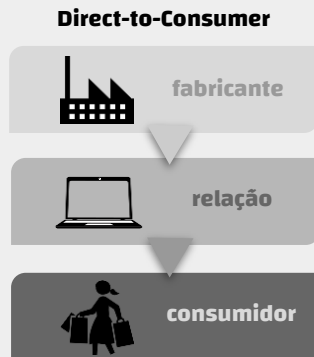 Direct-to-Consumer
fabricante
relação
consumidor